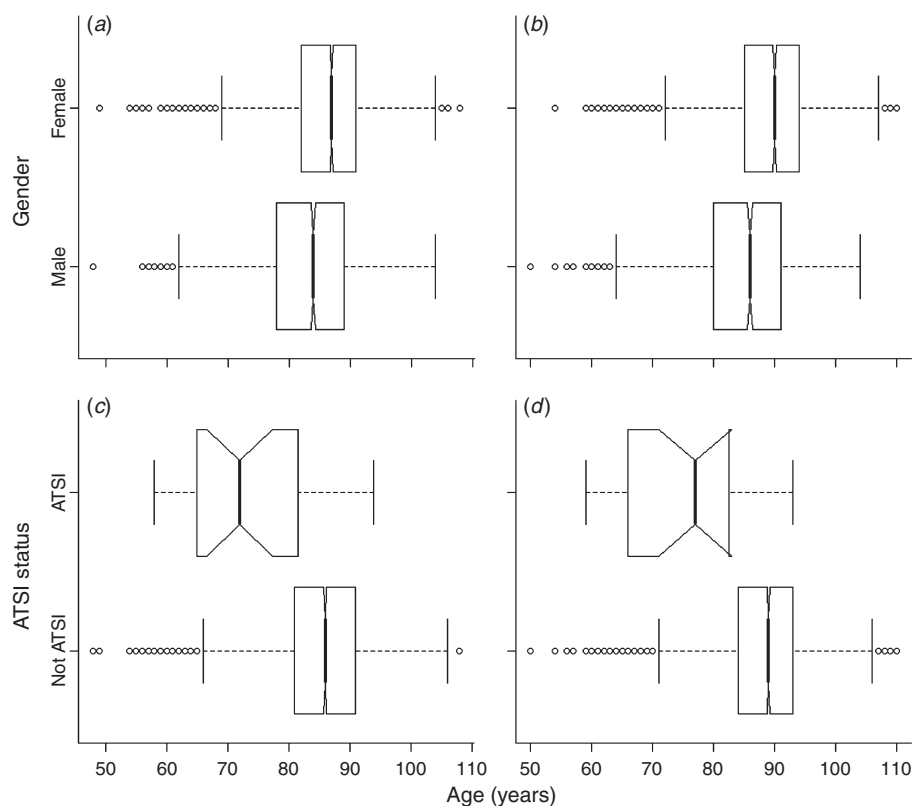 (a)
(b)
Gender
Female
Male
(c)
(d)
ATSI status
ATSI
Not ATSI
50 60 70 80 90 100 110 50 60 70 80 90 100 110
Age (years)